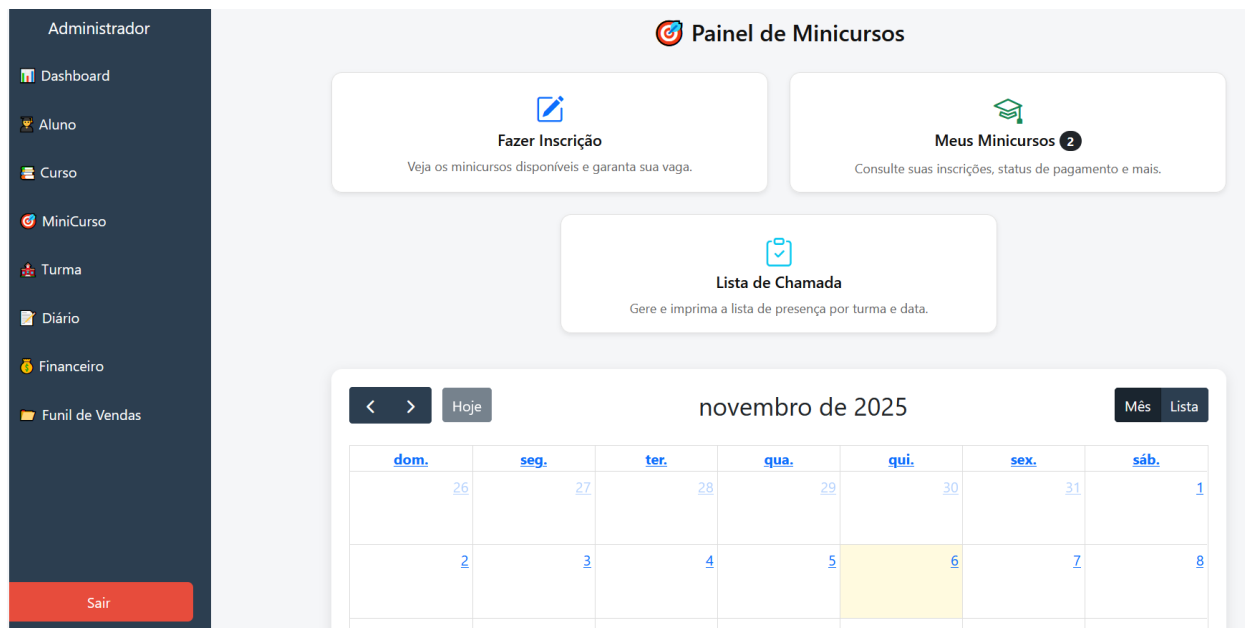 Administrador
Dashboard
Aluno
Curso
MiniCurso
Turma
Diário
Financeiro
Funil de Vendas
Sair
Painel de Minicursos
Fazer Inscrição
Veja os minicursos disponíveis e garanta sua vaga.
Meus Minicursos 2
Consulte suas inscrições, status de pagamento e mais.
Lista de Chamada
Gere e imprima a lista de presença por turma e data.
Hoje
novembro de 2025
Mês Lista
dom. seg. ter. qua. qui. sex. sáb.
26 27 28 29 30 31 1
2 3 4 5 6 7 8